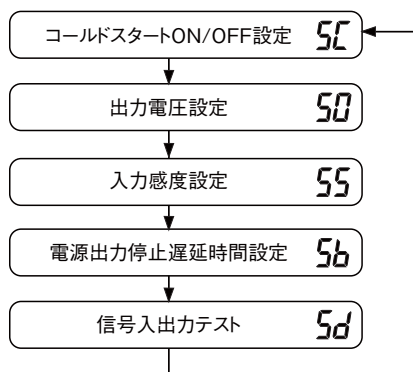 コールドスタートON/OFF設定 SC
出力電圧設定 S0
入力感度設定 SS
電源出力停止遅延時間設定 Sb
信号入出力テスト Sd